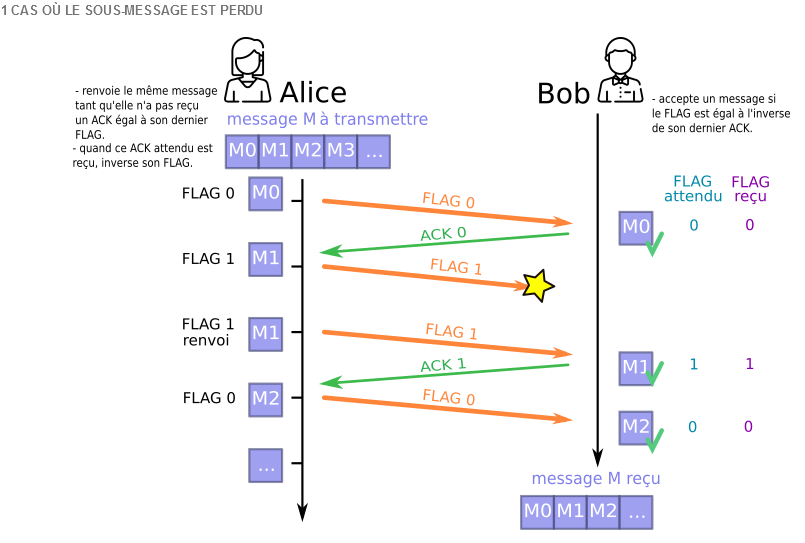 1 CAS OÙ LE SOUS-MESSAGE EST PERDU
- renvoie le même message
tant qu'elle n'a pas reçu
un ACK égal à son dernier
FLAG.
- quand ce ACK attendu est
reçu, inverse son FLAG.
Alice
message M à transmettre
M0 M1 M2 M3 ...
Bob
- accepte un message si
le FLAG est égal à l'inverse
de son dernier ACK.
FLAG
attendu
FLAG
reçu
FLAG 0
M0
FLAG 0
M0
0
0
ACK 0
FLAG 1
M1
FLAG 1
FLAG 1
renvoi
M1
FLAG 1
M1
1
1
ACK 1
FLAG 0
M2
FLAG 0
M2
0
0
...
message M reçu
M0 M1 M2 ...